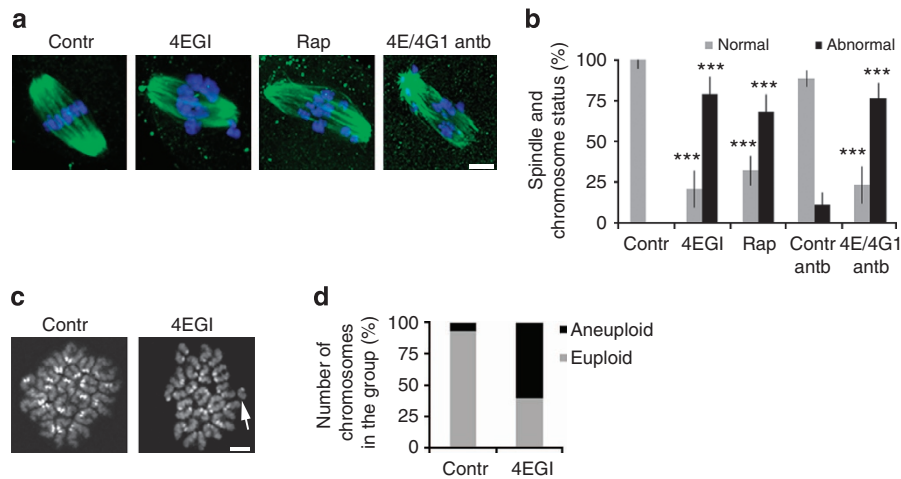 a
Contr 4EGI Rap 4E/4G1 antb
b
Normal Abnormal
Spindle and
chromosome status (%)
100
75
50
25
0
*** *** *** *** *** ***
Contr 4EGI Rap Contr 4E/4G1
antb antb
c
Contr 4EGI
d
Number of
chromosomes
in the group (%)
100
75
50
25
0
Aneuploid
Euploid
Contr 4EGI